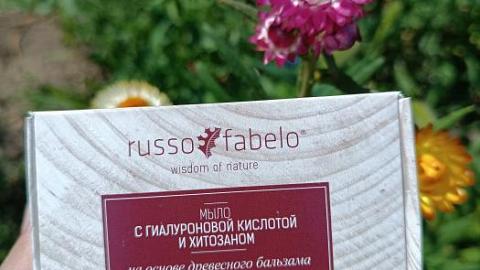 russo fabelo®
wisdom of nature
МЫЛО
С ГИАЛУРОНОВОЙ КИСЛОТОЙ
И ХИТОЗАНОМ
на основе древесного бальзама